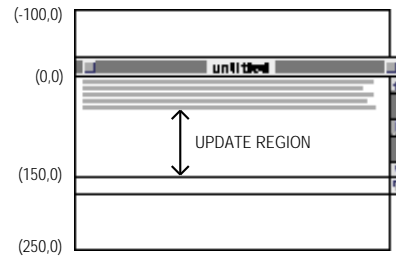 (-100,0)
untitled
(0,0)
UPDATE REGION
(150,0)
(250,0)